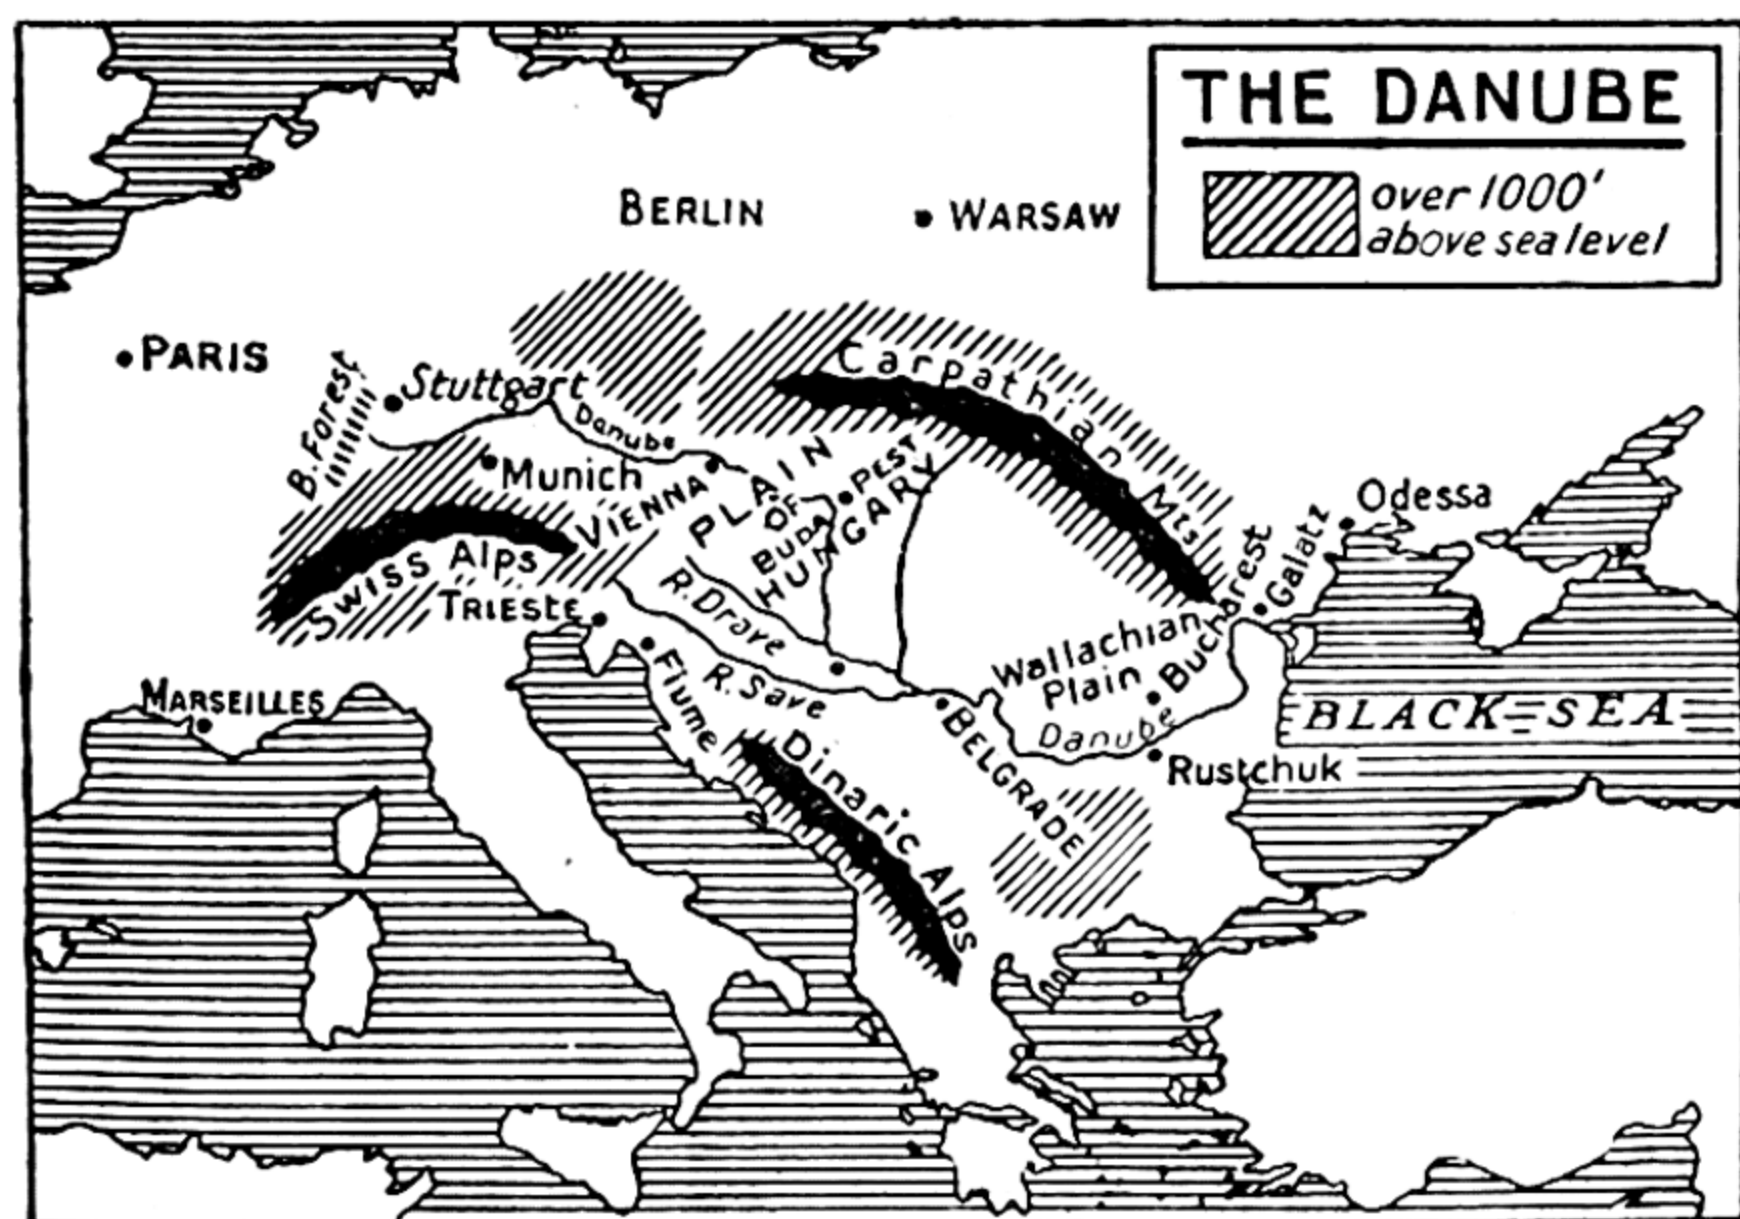 THE DANUBE
over 1000'
above sea level
BERLIN
WARSAW
PARIS
B. Forest
Stuttgart
Danube
Carpathian Mts
Munich
VIENNA
PLAIN
OF
HUNGARY
BUDA
PEST
Odessa
Galatz
Bucharest
SWISS Alps
TRIESTE
R. Drave
Wallachian
Plain
Fiume
R. Save
MARSEILLES
BELGRADE
Danube
BLACK SEA
Rustchuk
Dinaric Alps